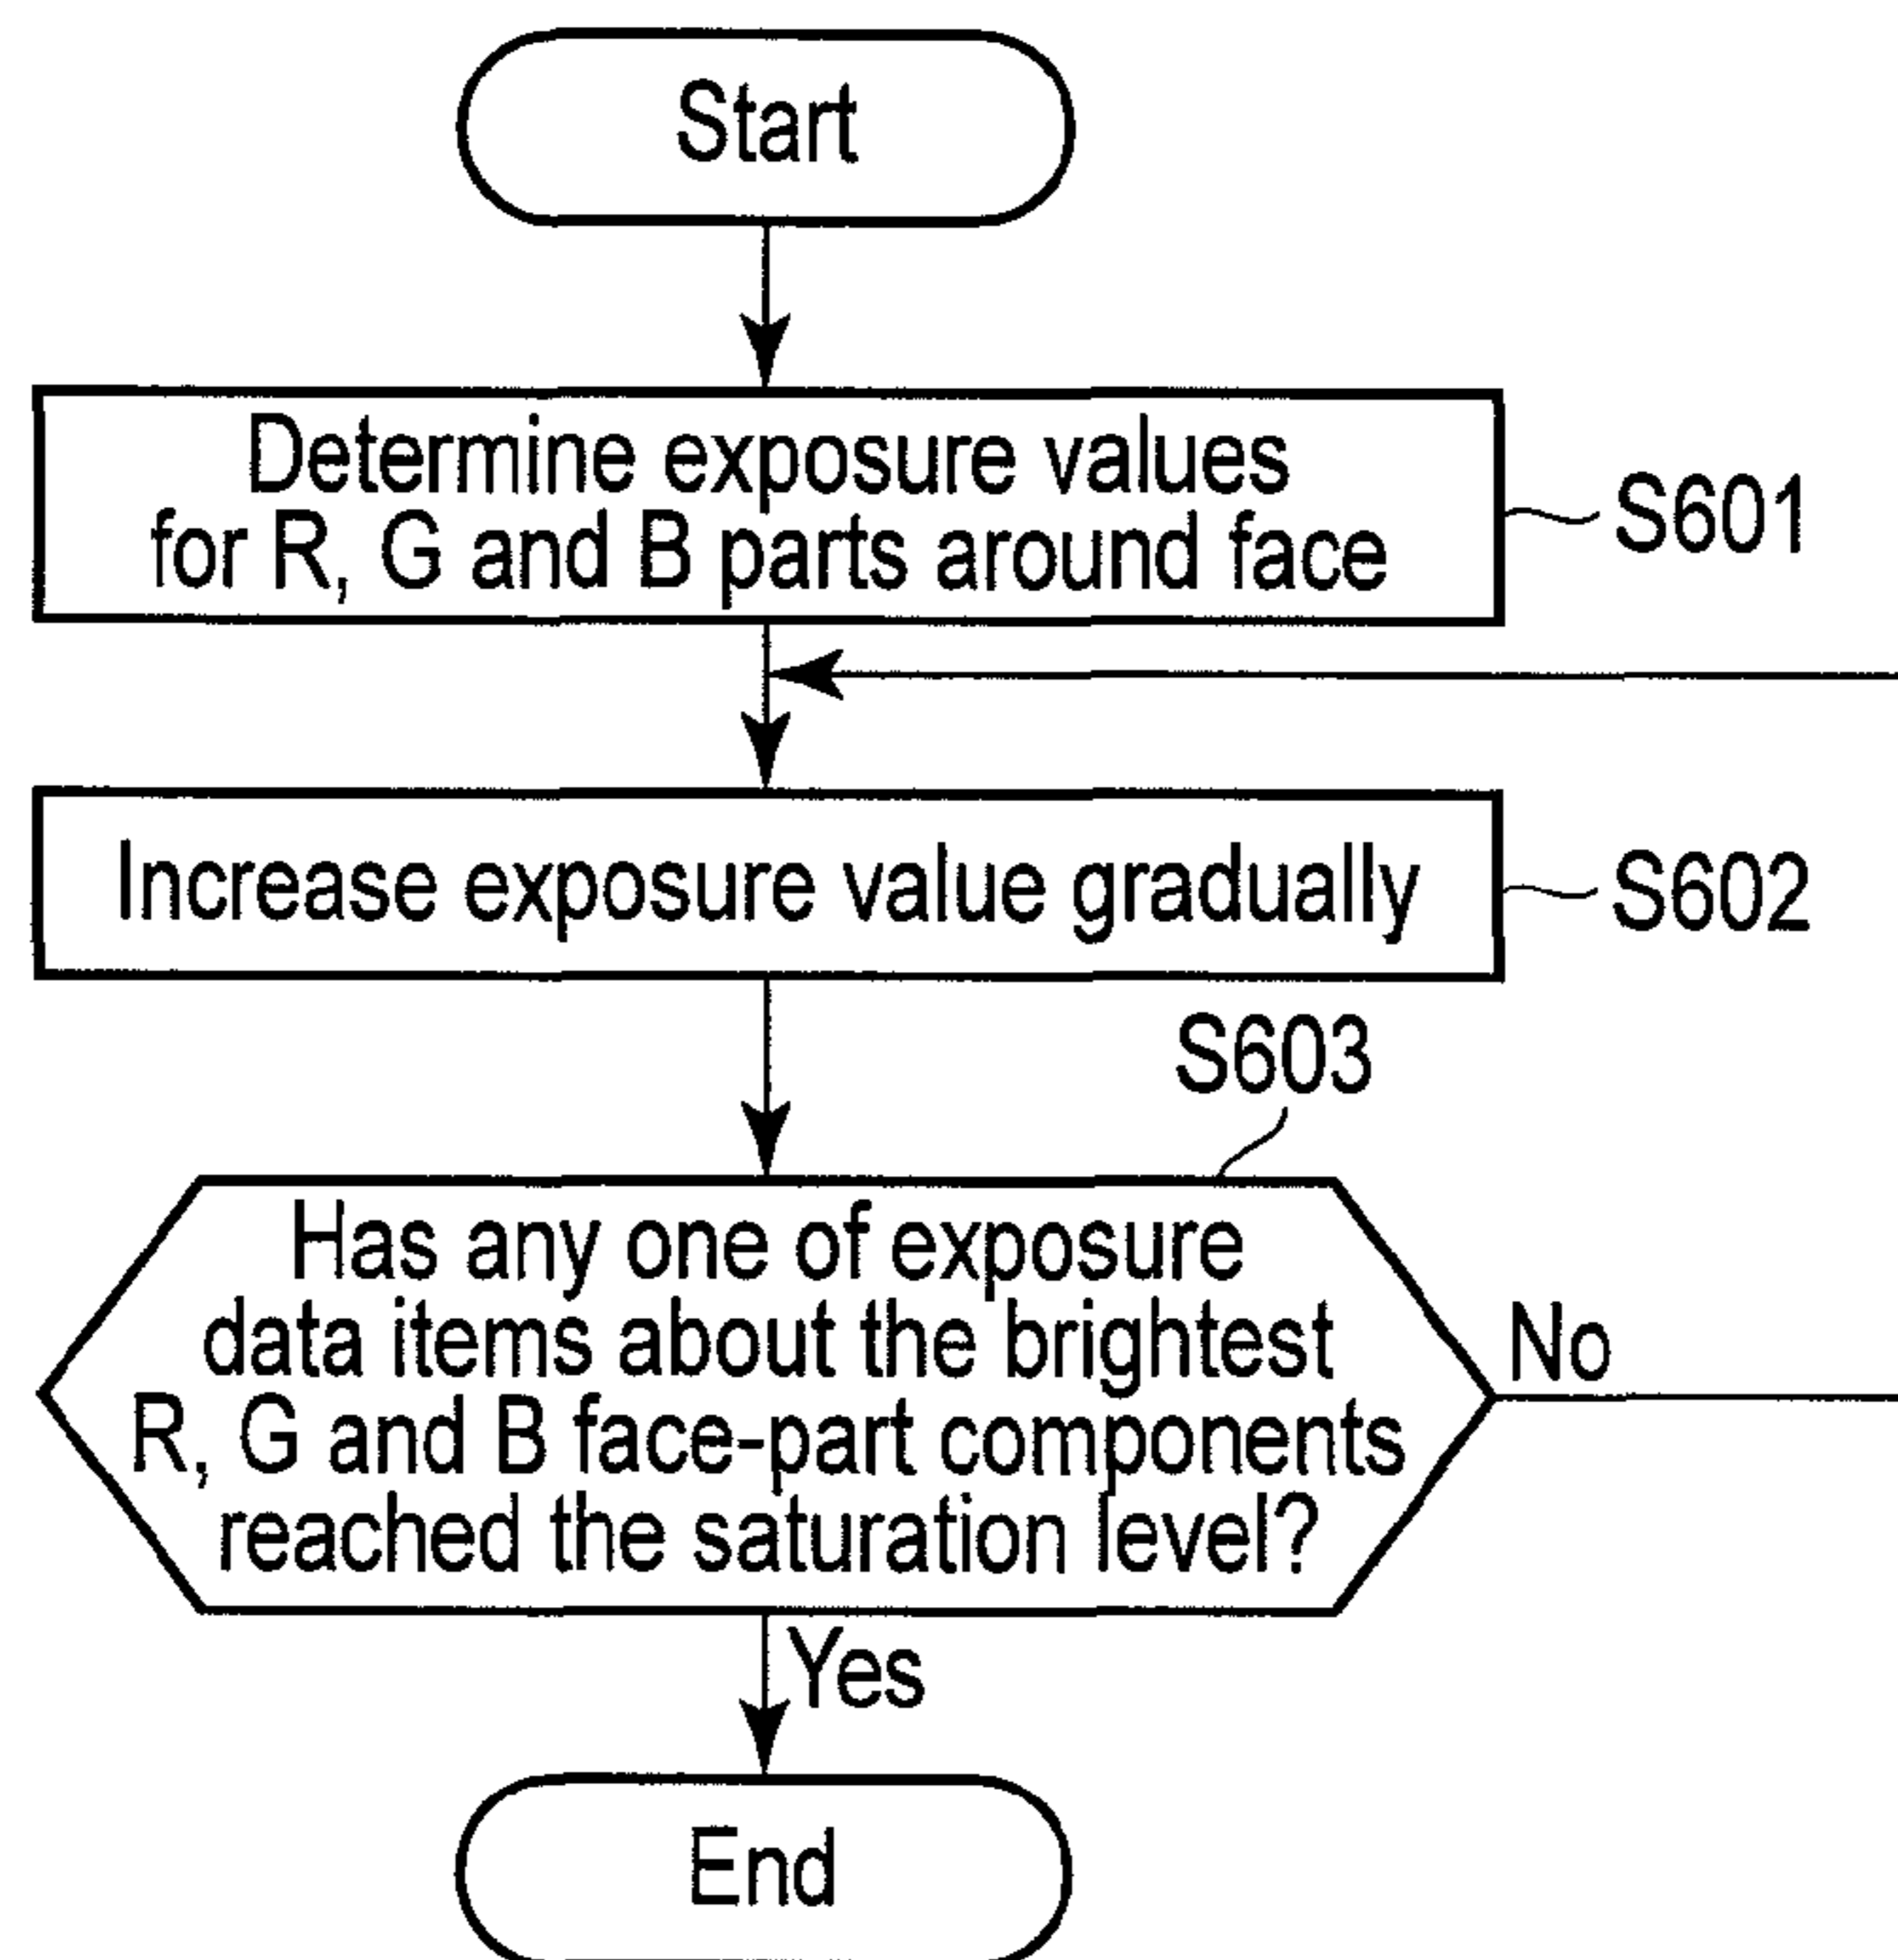 Start
Determine exposure values
for R, G and B parts around face
S601
Increase exposure value gradually
S602
S603
Has any one of exposure
data items about the brightest
R, G and B face-part components
reached the saturation level?
No
Yes
End